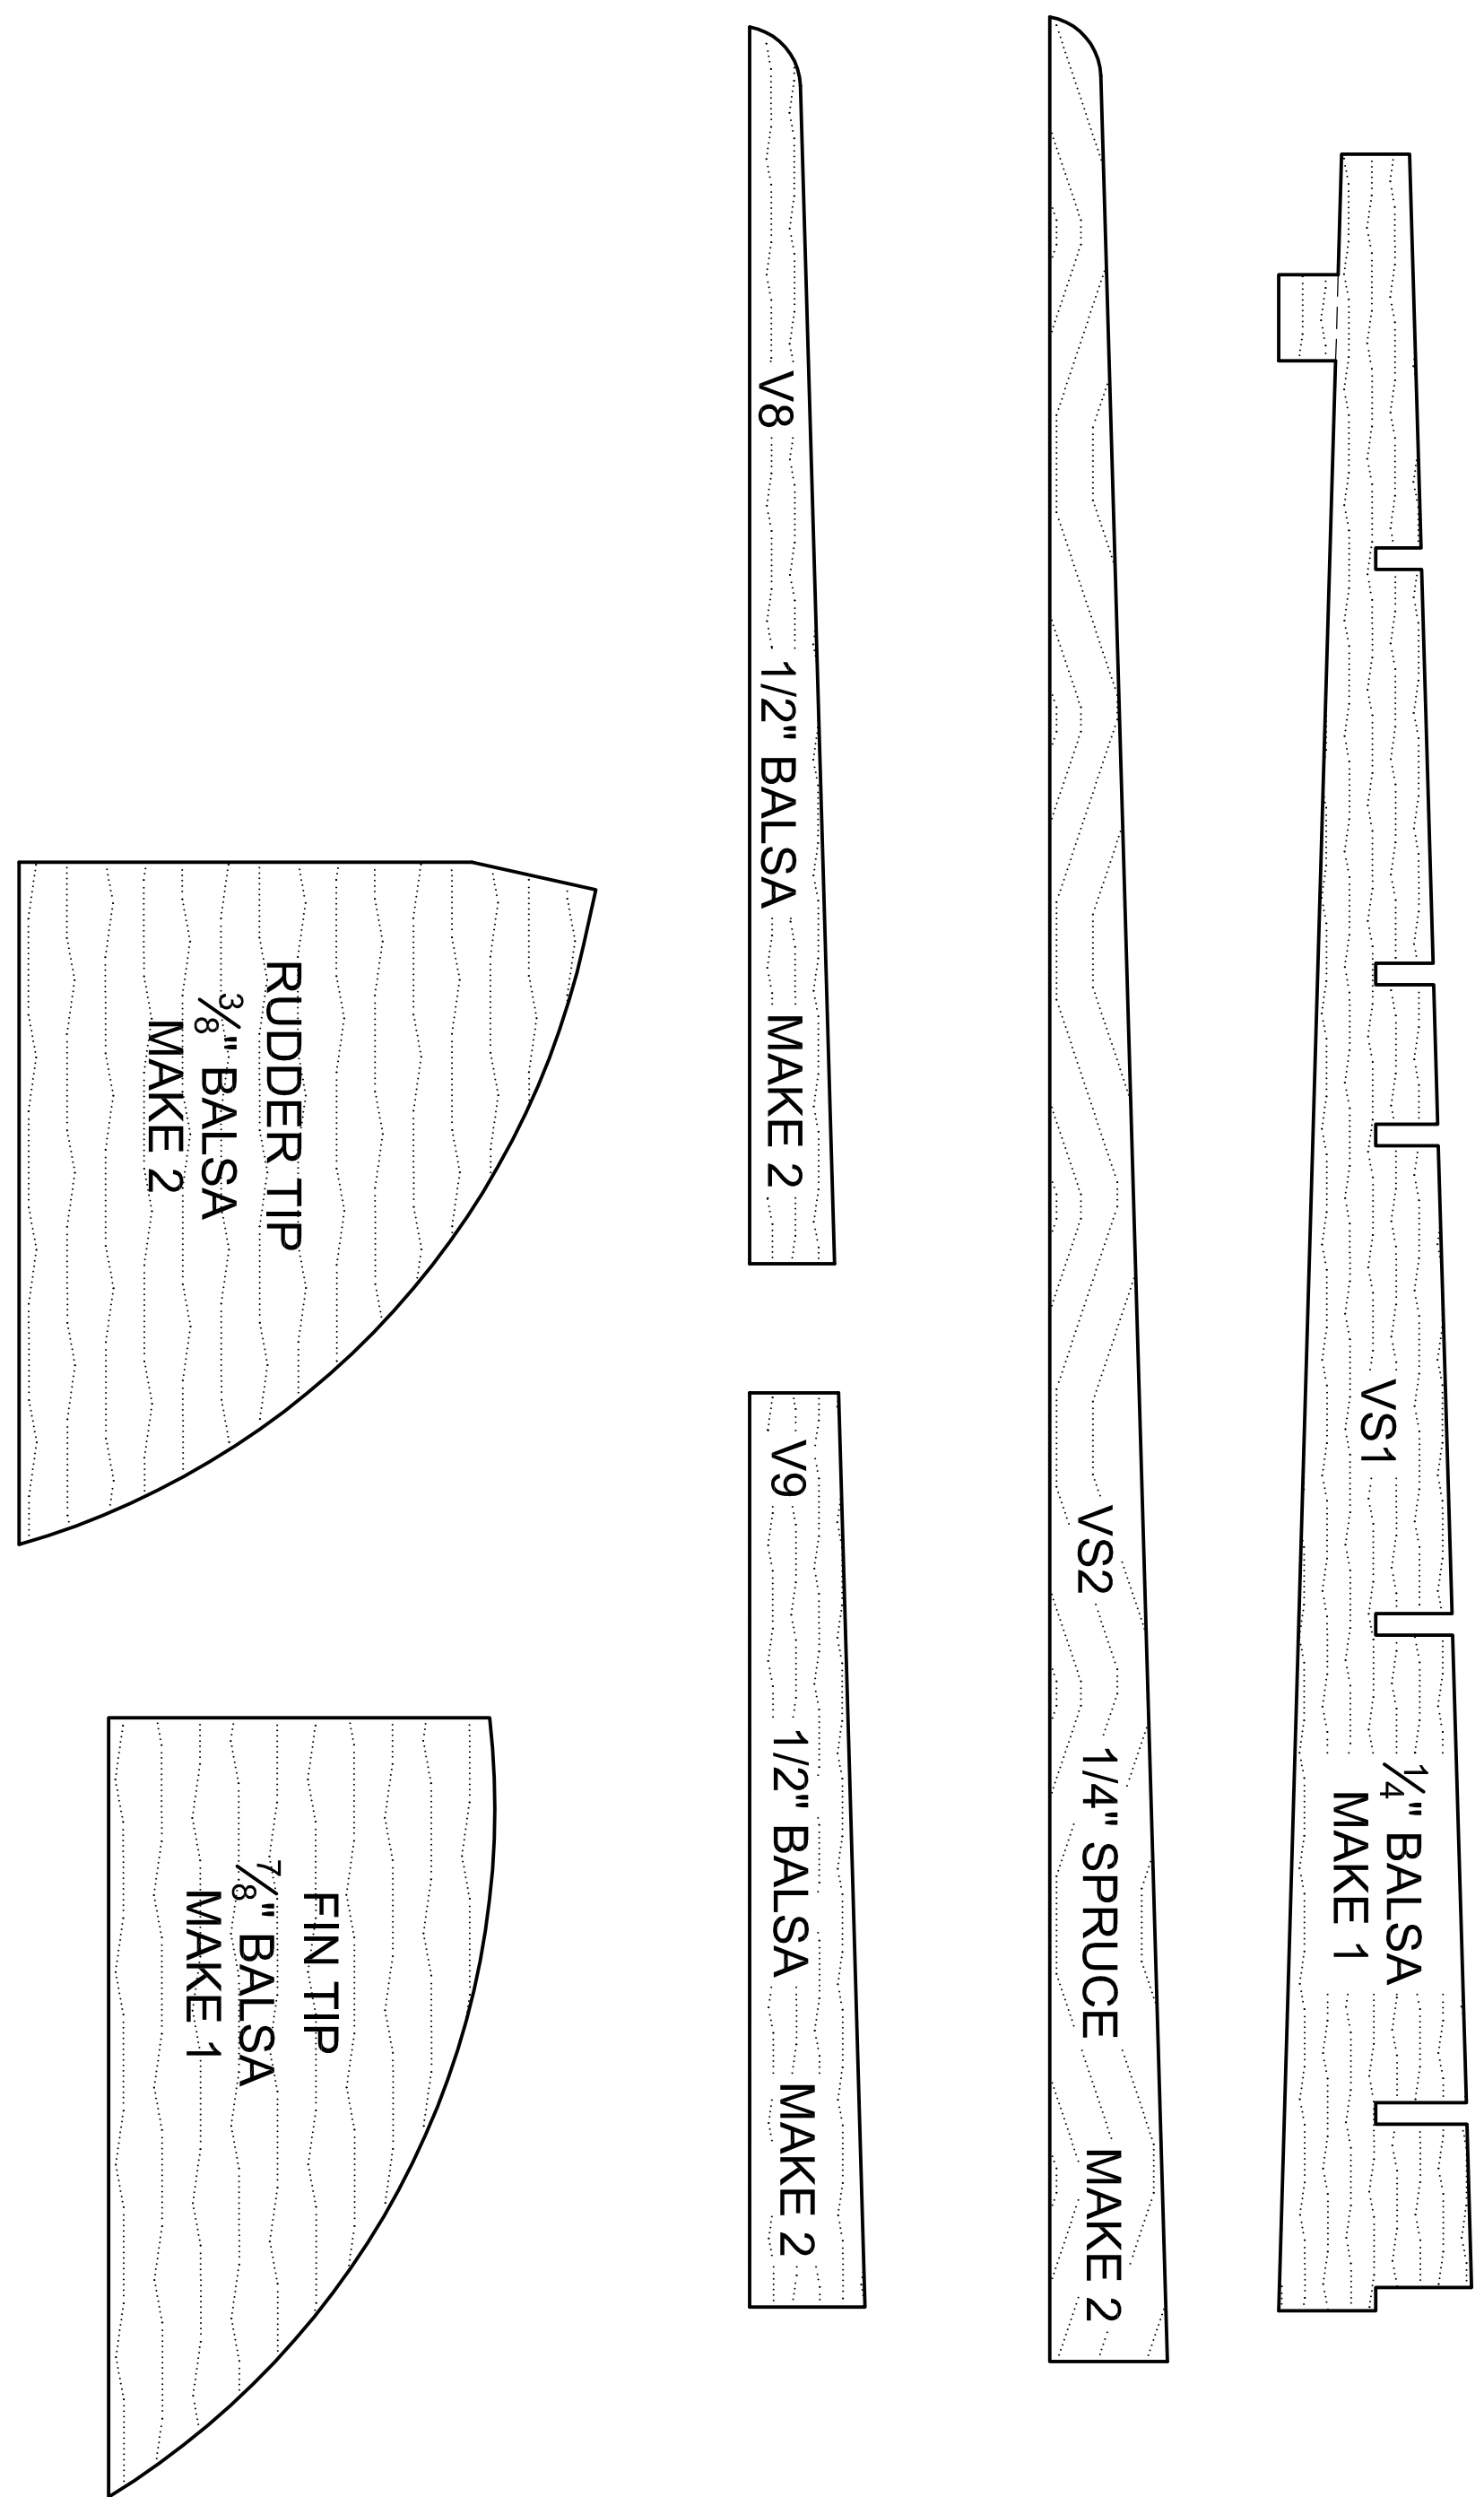 V8 1/2" BALSA MAKE 2
V9 1/2" BALSA MAKE 2
VS2 1/4" SPRUCE MAKE 2
VS1
1⁄4" BALSA
MAKE 1
RUDDER TIP
3⁄8" BALSA
MAKE 2
FIN TIP
7⁄8" BALSA
MAKE 1